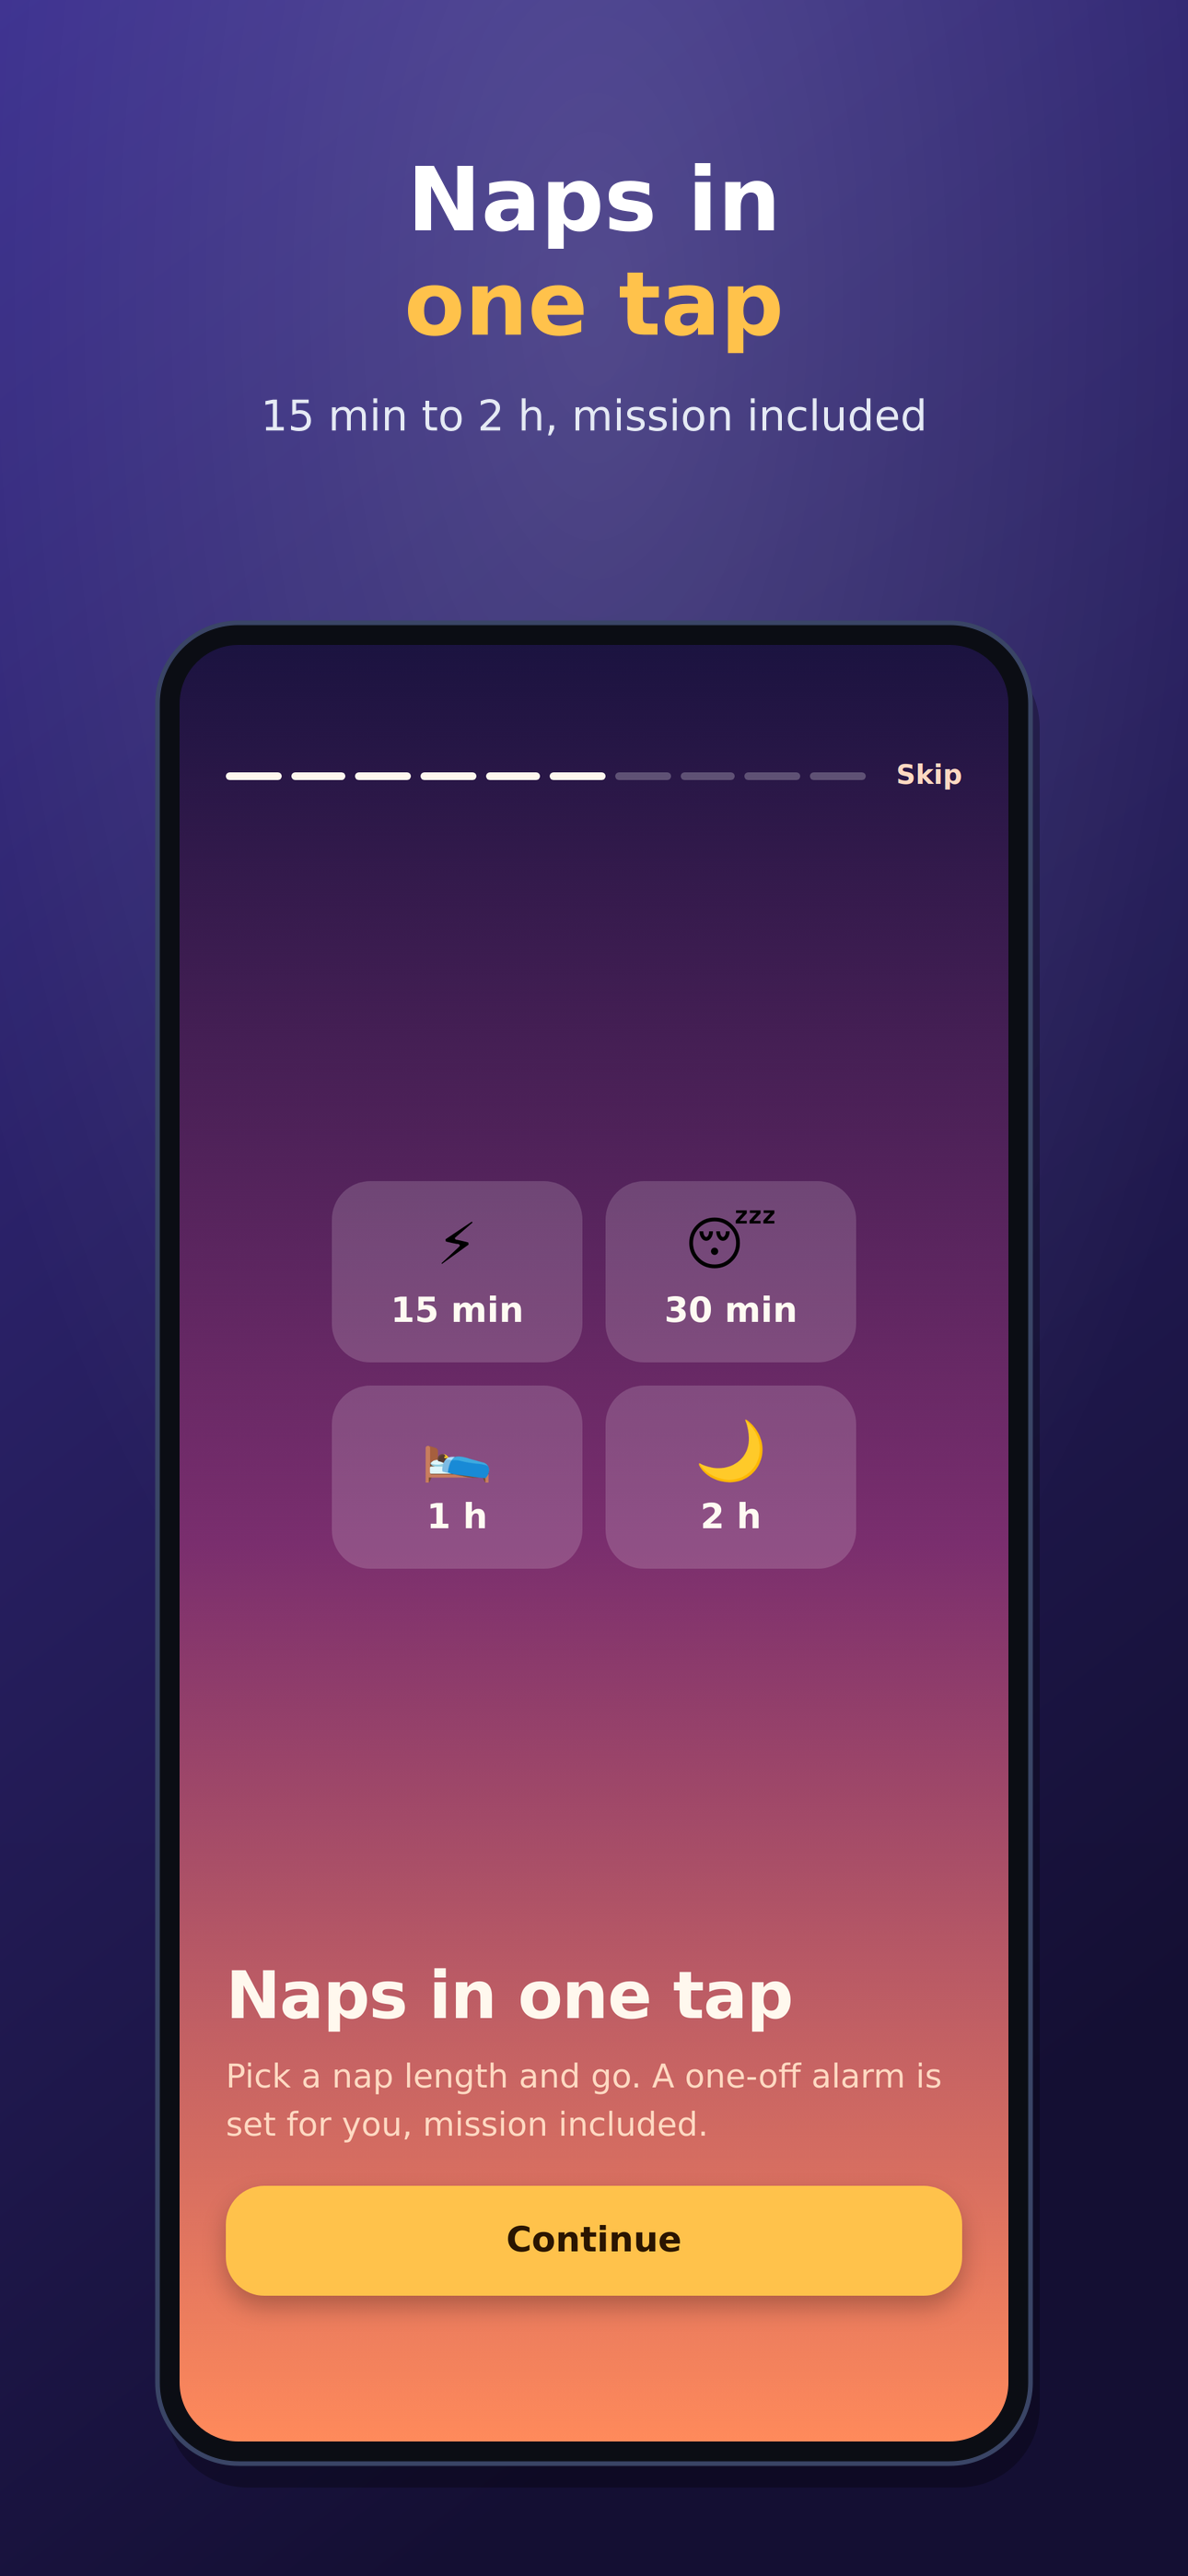 Naps in
one tap
15 min to 2 h, mission included
Skip
15 min
30 min
1 h
2 h
Naps in one tap
Pick a nap length and go. A one-off alarm is
set for you, mission included.
Continue